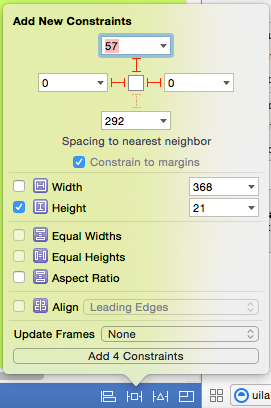 Add New Constraints
57
0 0
292
Spacing to nearest neighbor
Constrain to margins
Width 368
Height 21
Equal Widths
Equal Heights
Aspect Ratio
Align Leading Edges
Update Frames None
Add 4 Constraints
uila